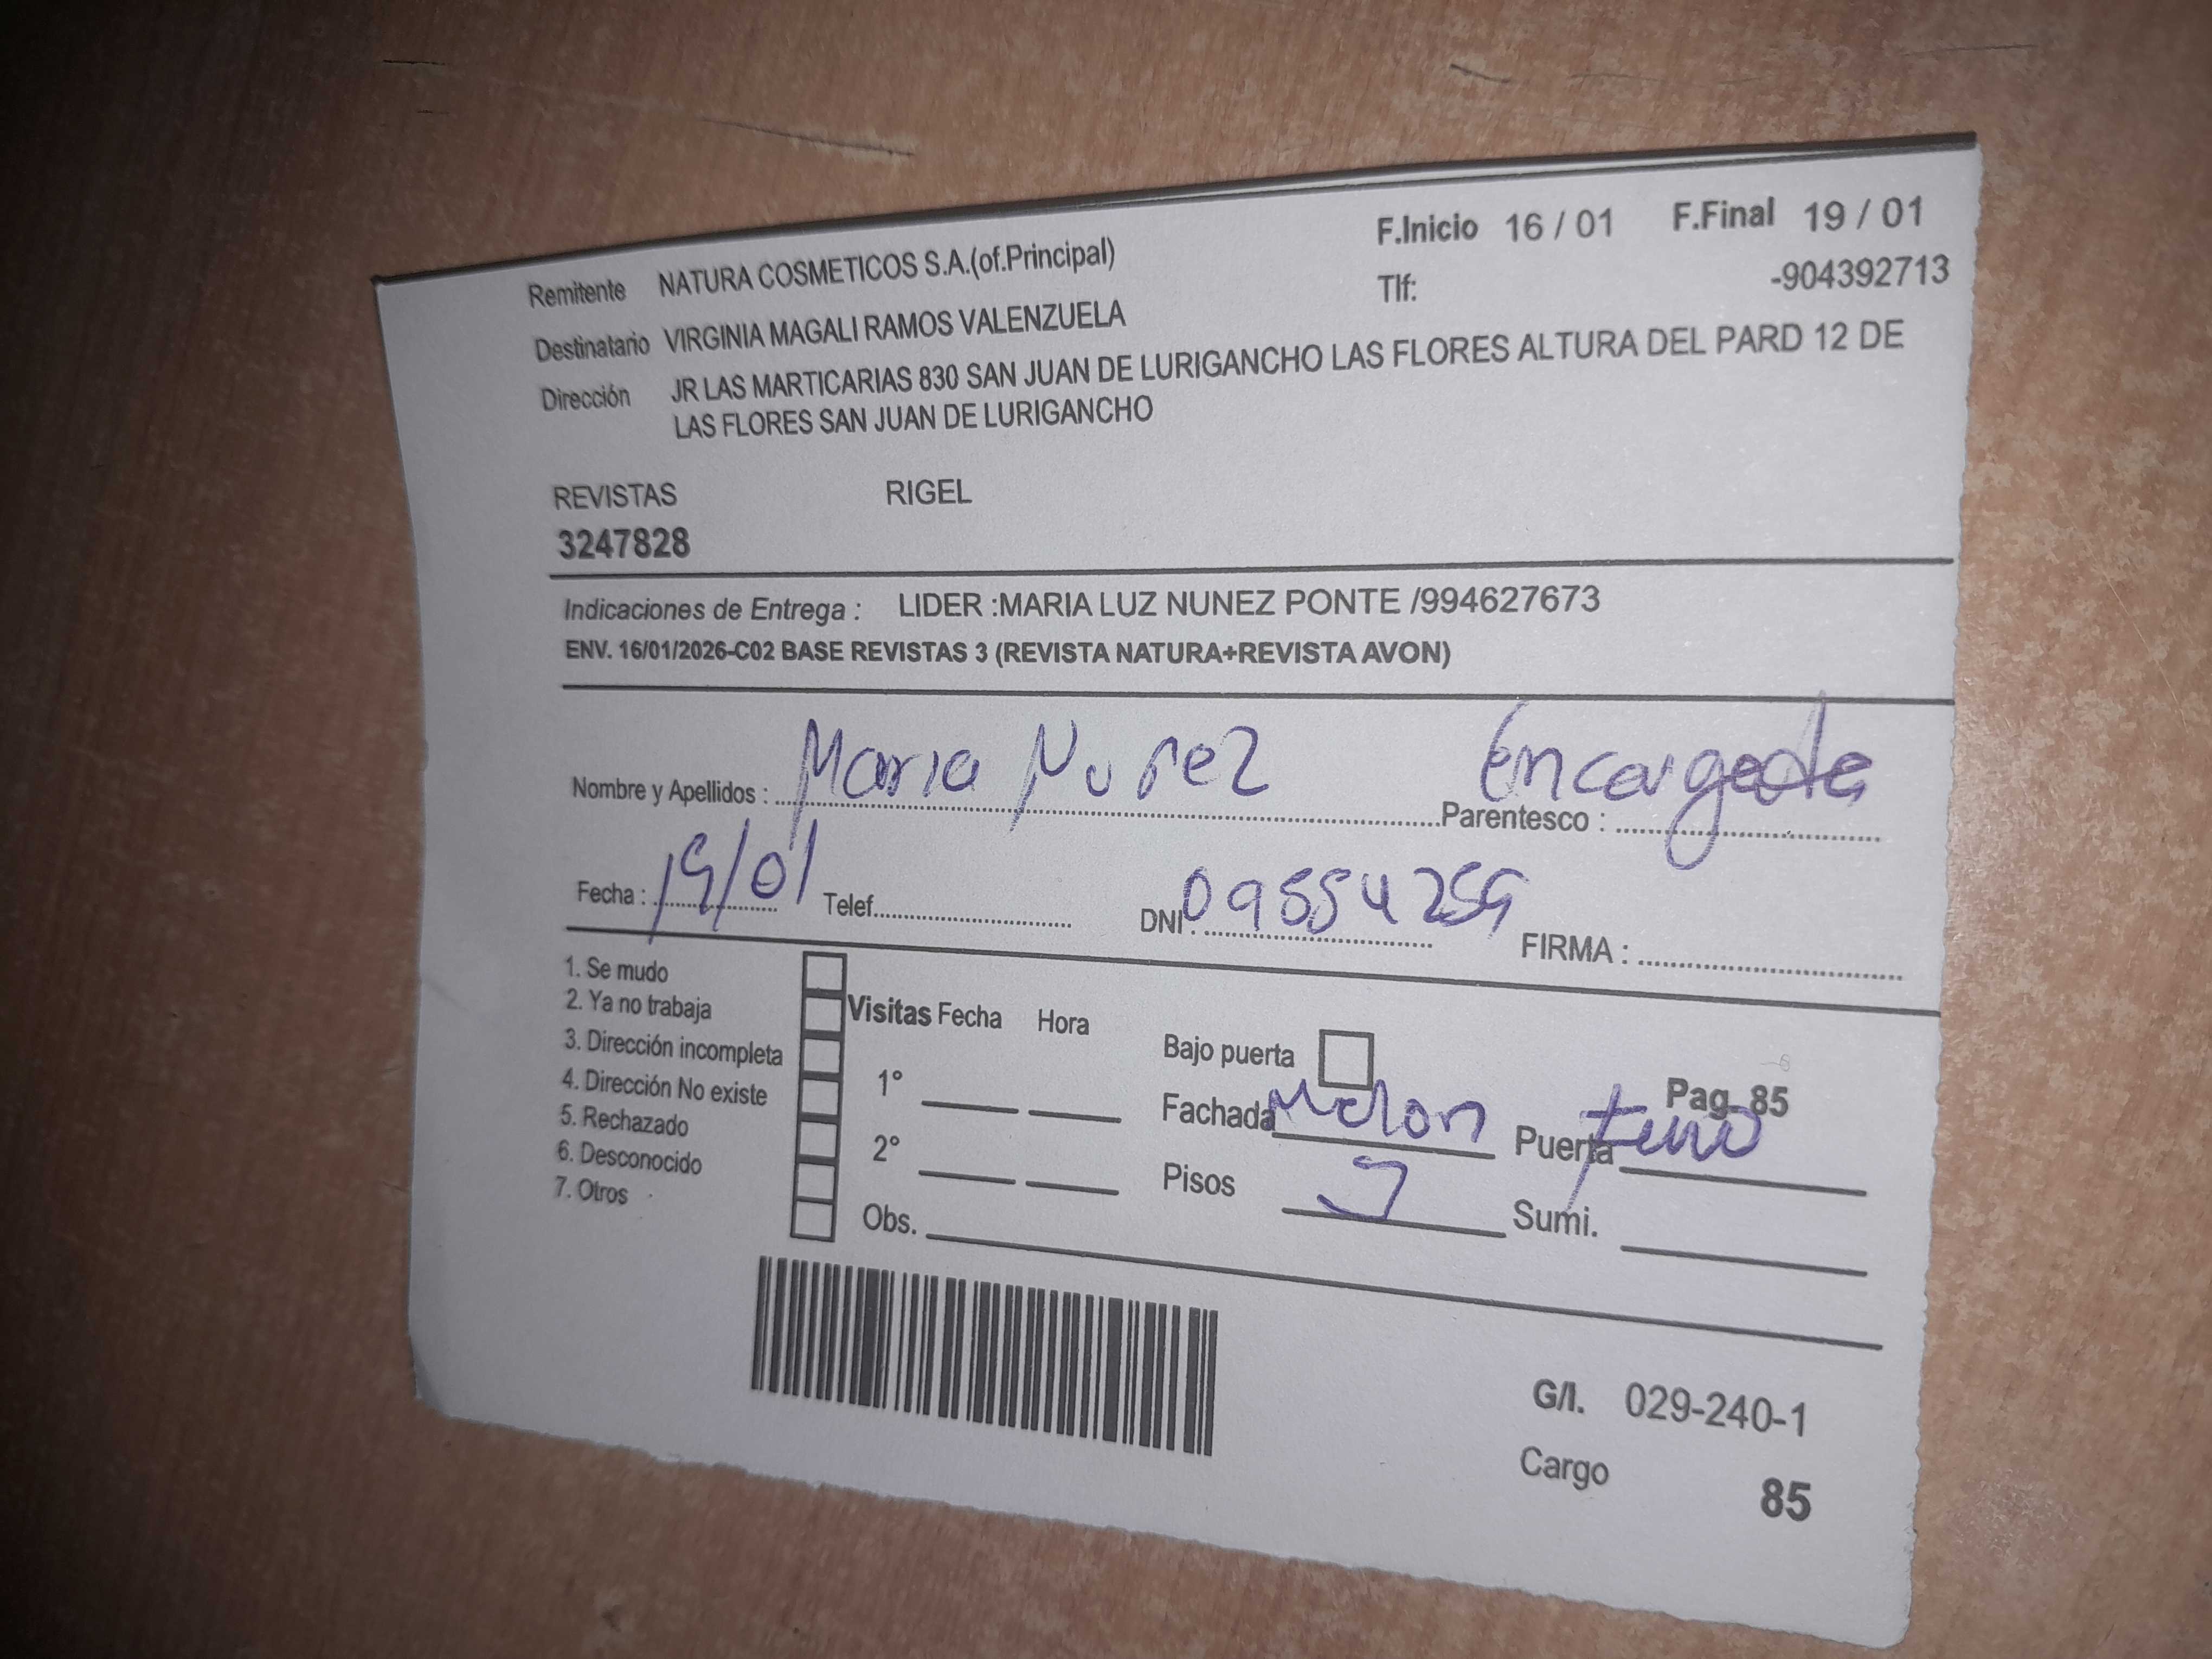 F.Inicio 16 / 01 F.Final 19 / 01
Remitente NATURA COSMETICOS S.A.(of.Principal) Tlf: -904392713
Destinatario VIRGINIA MAGALI RAMOS VALENZUELA
Dirección JR LAS MARTICARIAS 830 SAN JUAN DE LURIGANCHO LAS FLORES ALTURA DEL PARD 12 DE
LAS FLORES SAN JUAN DE LURIGANCHO
REVISTAS RIGEL
3247828
Indicaciones de Entrega : LIDER :MARIA LUZ NUNEZ PONTE /994627673
ENV. 16/01/2026-C02 BASE REVISTAS 3 (REVISTA NATURA+REVISTA AVON)
Nombre y Apellidos : Maria Nuñez Parentesco : Encargada
Fecha : 19/01 Telef. DNI : 09554259 FIRMA :
1. Se mudo
2. Ya no trabaja
3. Dirección incompleta
4. Dirección No existe
5. Rechazado
6. Desconocido
7. Otros
Visitas Fecha Hora
1°
2°
Obs.
Bajo puerta Pag. 85
Fachada Melon Puerta
Pisos Sumi.
G/I. 029-240-1
Cargo 85